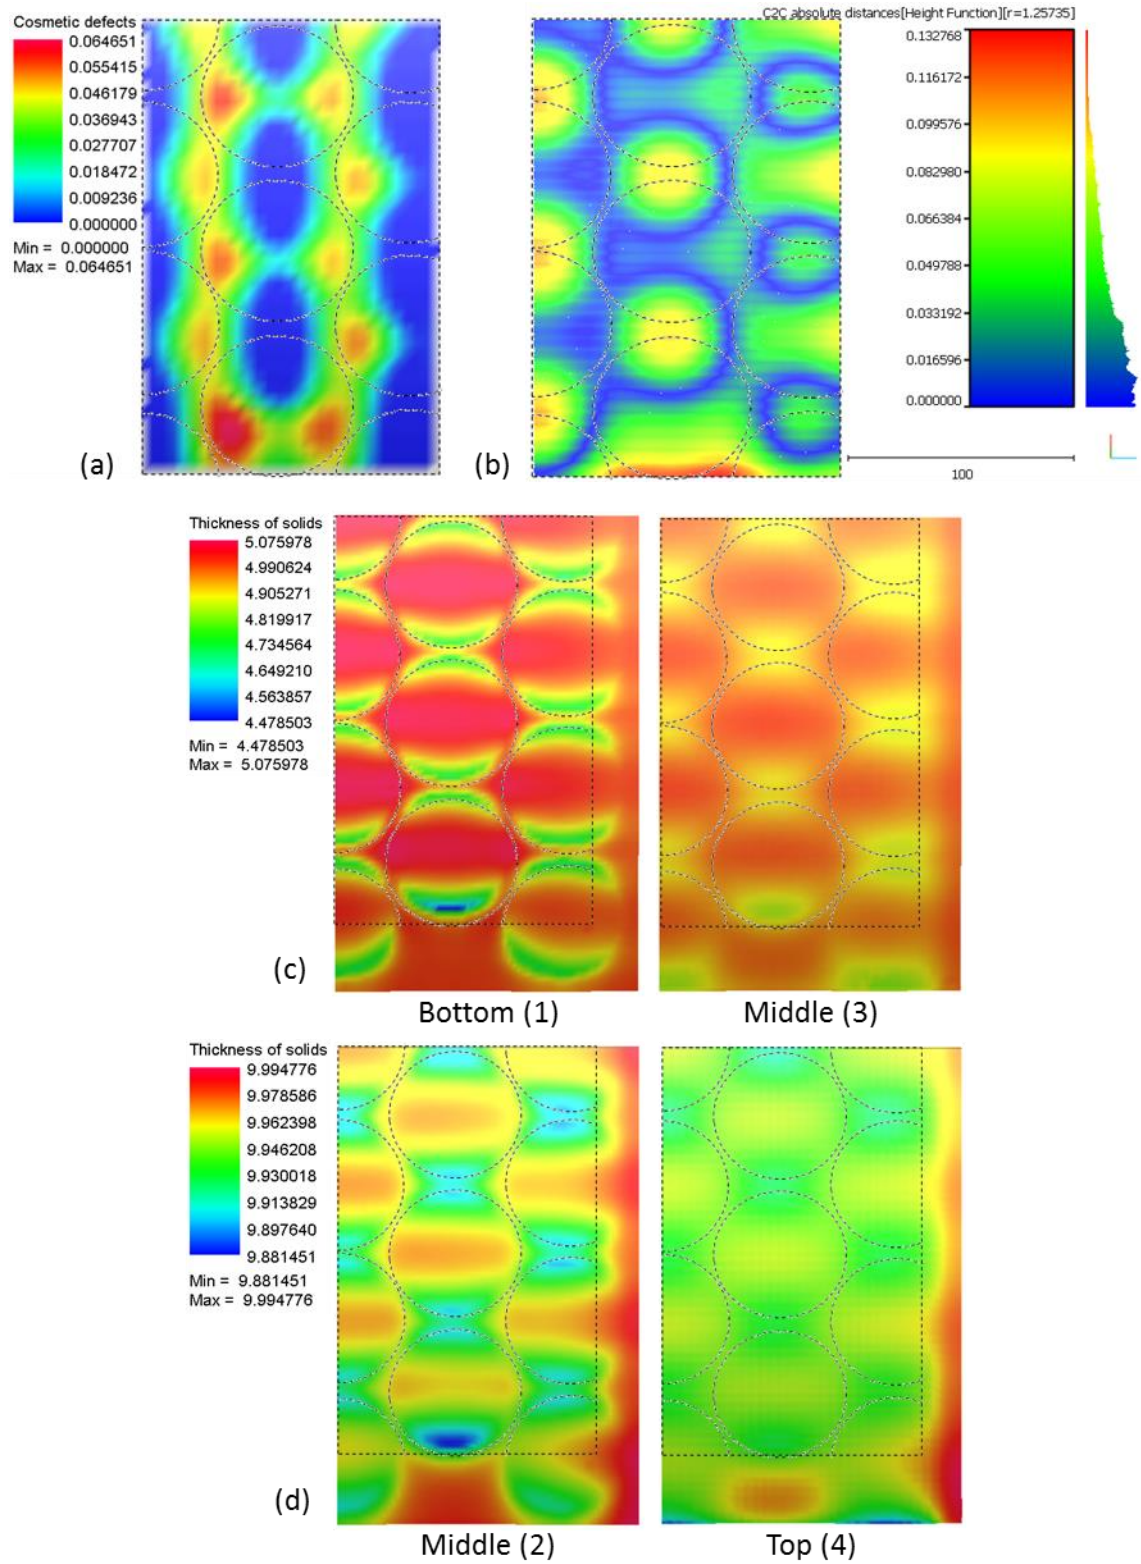 Cosmetic defects
0.064651
0.055415
0.046179
0.036943
0.027707
0.018472
0.009236
0.000000
Min = 0.000000
Max = 0.064651
(a)
C2C absolute distances[Height Function][r=1.25735]
0.132768
0.116172
0.099576
0.082980
0.066384
0.049788
0.033192
0.016596
0.000000
100
(b)
Thickness of solids
5.075978
4.990624
4.905271
4.819917
4.734564
4.649210
4.563857
4.478503
Min = 4.478503
Max = 5.075978
(c)
Bottom (1)
Middle (3)
Thickness of solids
9.994776
9.978586
9.962398
9.946208
9.930018
9.913829
9.897640
9.881451
Min = 9.881451
Max = 9.994776
(d)
Middle (2)
Top (4)